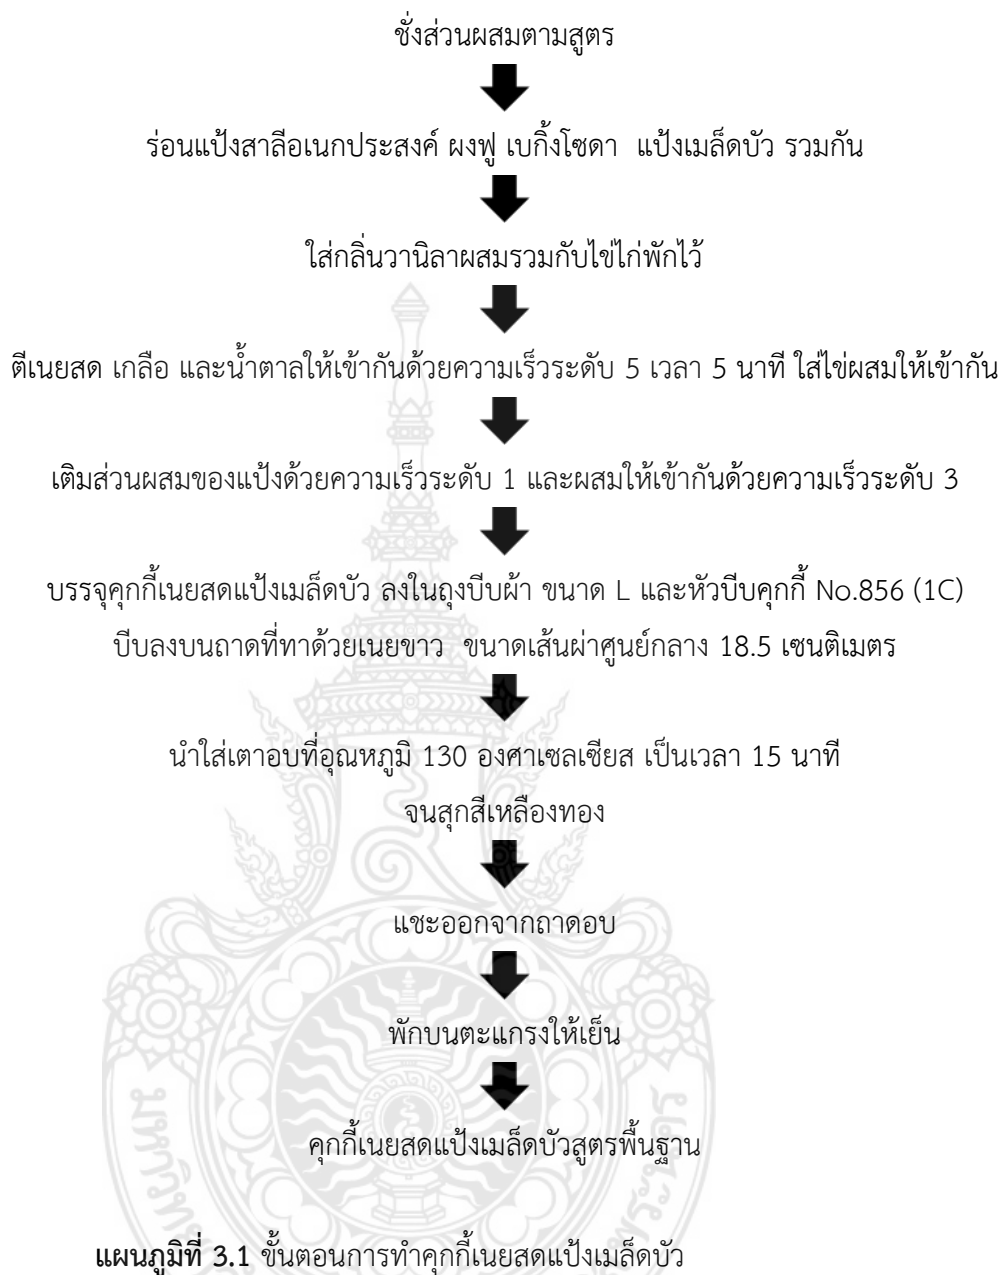 ชั่งส่วนผสมตามสูตร
ร่อนแป้งสาลีอเนกประสงค์ ผงฟู เบกิ้งโซดา แป้งเมล็ดบัว รวมกัน
ใส่กลิ่นวานิลาผสมรวมกับไข่ไก่พักไว้
ตีเนยสด เกลือ และน้ำตาลให้เข้ากันด้วยความเร็วระดับ 5 เวลา 5 นาที ใส่ไข่ผสมให้เข้ากัน
เติมส่วนผสมของแป้งด้วยความเร็วระดับ 1 และผสมให้เข้ากันด้วยความเร็วระดับ 3
บรรจุคุกกี้เนยสดแป้งเมล็ดบัว ลงในถุงบีบผ้า ขนาด L และหัวบีบคุกกี้ No.856 (1C)
บีบลงบนถาดที่ทาด้วยเนยขาว ขนาดเส้นผ่าศูนย์กลาง 18.5 เซนติเมตร
นำใส่เตาอบที่อุณหภูมิ 130 องศาเซลเซียส เป็นเวลา 15 นาที
จนสุกสีเหลืองทอง
แชะออกจากถาดอบ
พักบนตะแกรงให้เย็น
คุกกี้เนยสดแป้งเมล็ดบัวสูตรพื้นฐาน
แผนภูมิที่ 3.1 ขั้นตอนการทำคุกกี้เนยสดแป้งเมล็ดบัว